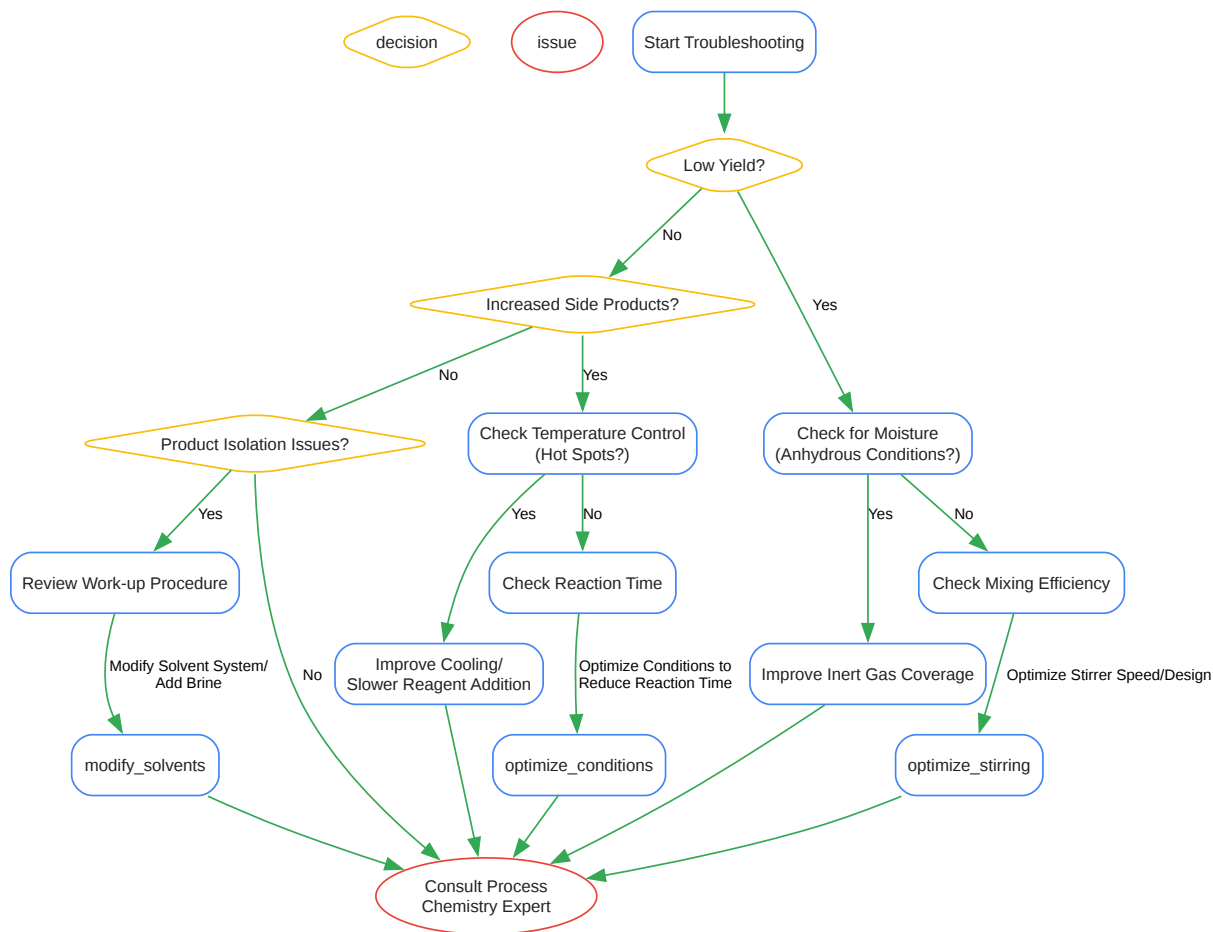 decision
issue
Start Troubleshooting
Low Yield?
No
Increased Side Products?
Yes
No
Yes
Product Isolation Issues?
Check Temperature Control
(Hot Spots?)
Check for Moisture
(Anhydrous Conditions?)
Yes
Yes
No
Yes
No
Review Work-up Procedure
Check Reaction Time
Check Mixing Efficiency
Modify Solvent System/
Add Brine
No
Improve Cooling/
Slower Reagent Addition
Optimize Conditions to
Reduce Reaction Time
Improve Inert Gas Coverage
Optimize Stirrer Speed/Design
modify_solvents
optimize_conditions
optimize_stirring
Consult Process
Chemistry Expert